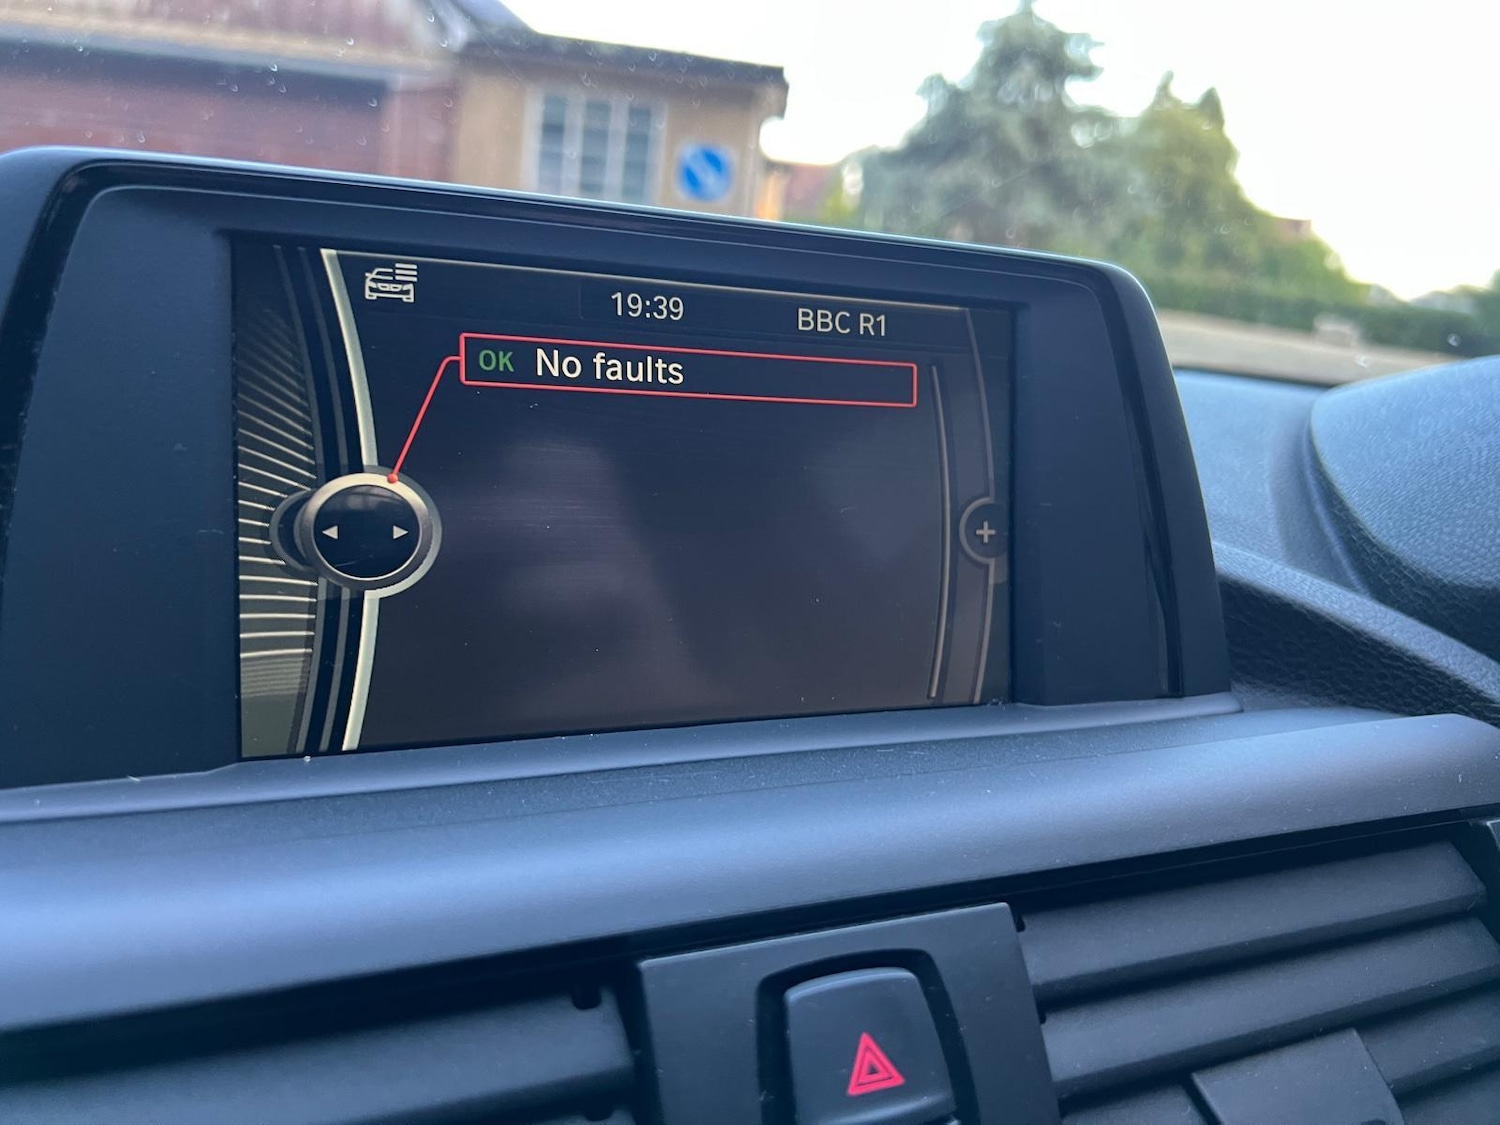 19:39 BBC R1
OK No faults